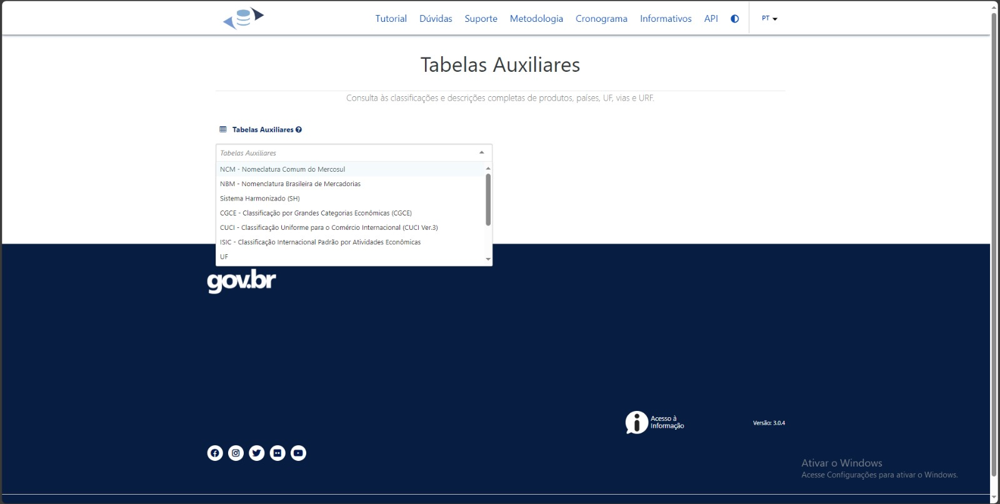 Tutorial Dúvidas Suporte Metodologia Cronograma Informativos API PT
Tabelas Auxiliares
Consulta às classificações e descrições completas de produtos, países, UF, vias e URF.
Tabelas Auxiliares
Tabelas Auxiliares
NCM - Nomeclatura Comum do Mercosul
NBM - Nomenclatura Brasileira de Mercadorias
Sistema Harmonizado (SH)
CGCE - Classificação por Grandes Categorias Econômicas (CGCE)
CUCI - Classificação Uniforme para o Comércio Internacional (CUCI Ver.3)
ISIC - Classificação Internacional Padrão por Atividades Econômicas
UF
gov.br
Acesso à
Informação
Versão: 3.0.4
Ativar o Windows
Acesse Configurações para ativar o Windows.